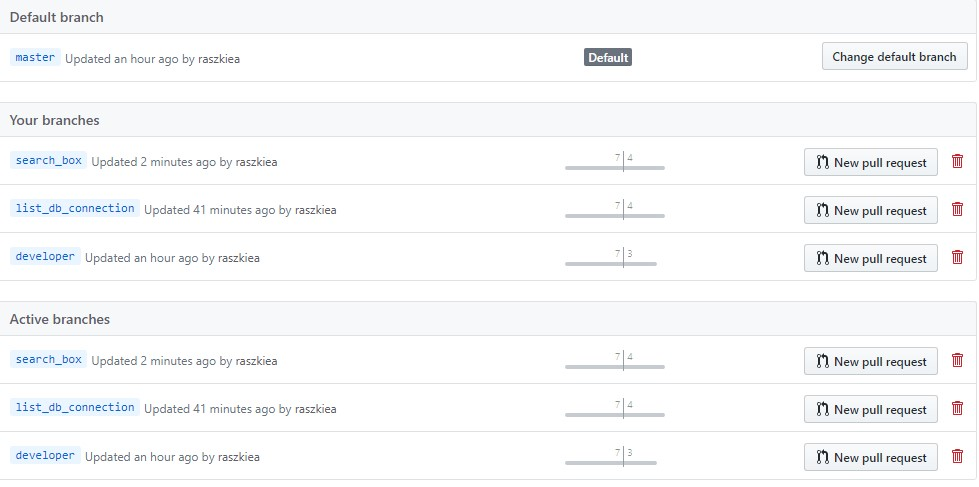 Default branch
master Updated an hour ago by raszkiea Default Change default branch
Your branches
search_box Updated 2 minutes ago by raszkiea 7 4 New pull request
list_db_connection Updated 41 minutes ago by raszkiea 7 4 New pull request
developer Updated an hour ago by raszkiea 7 3 New pull request
Active branches
search_box Updated 2 minutes ago by raszkiea 7 4 New pull request
list_db_connection Updated 41 minutes ago by raszkiea 7 4 New pull request
developer Updated an hour ago by raszkiea 7 3 New pull request